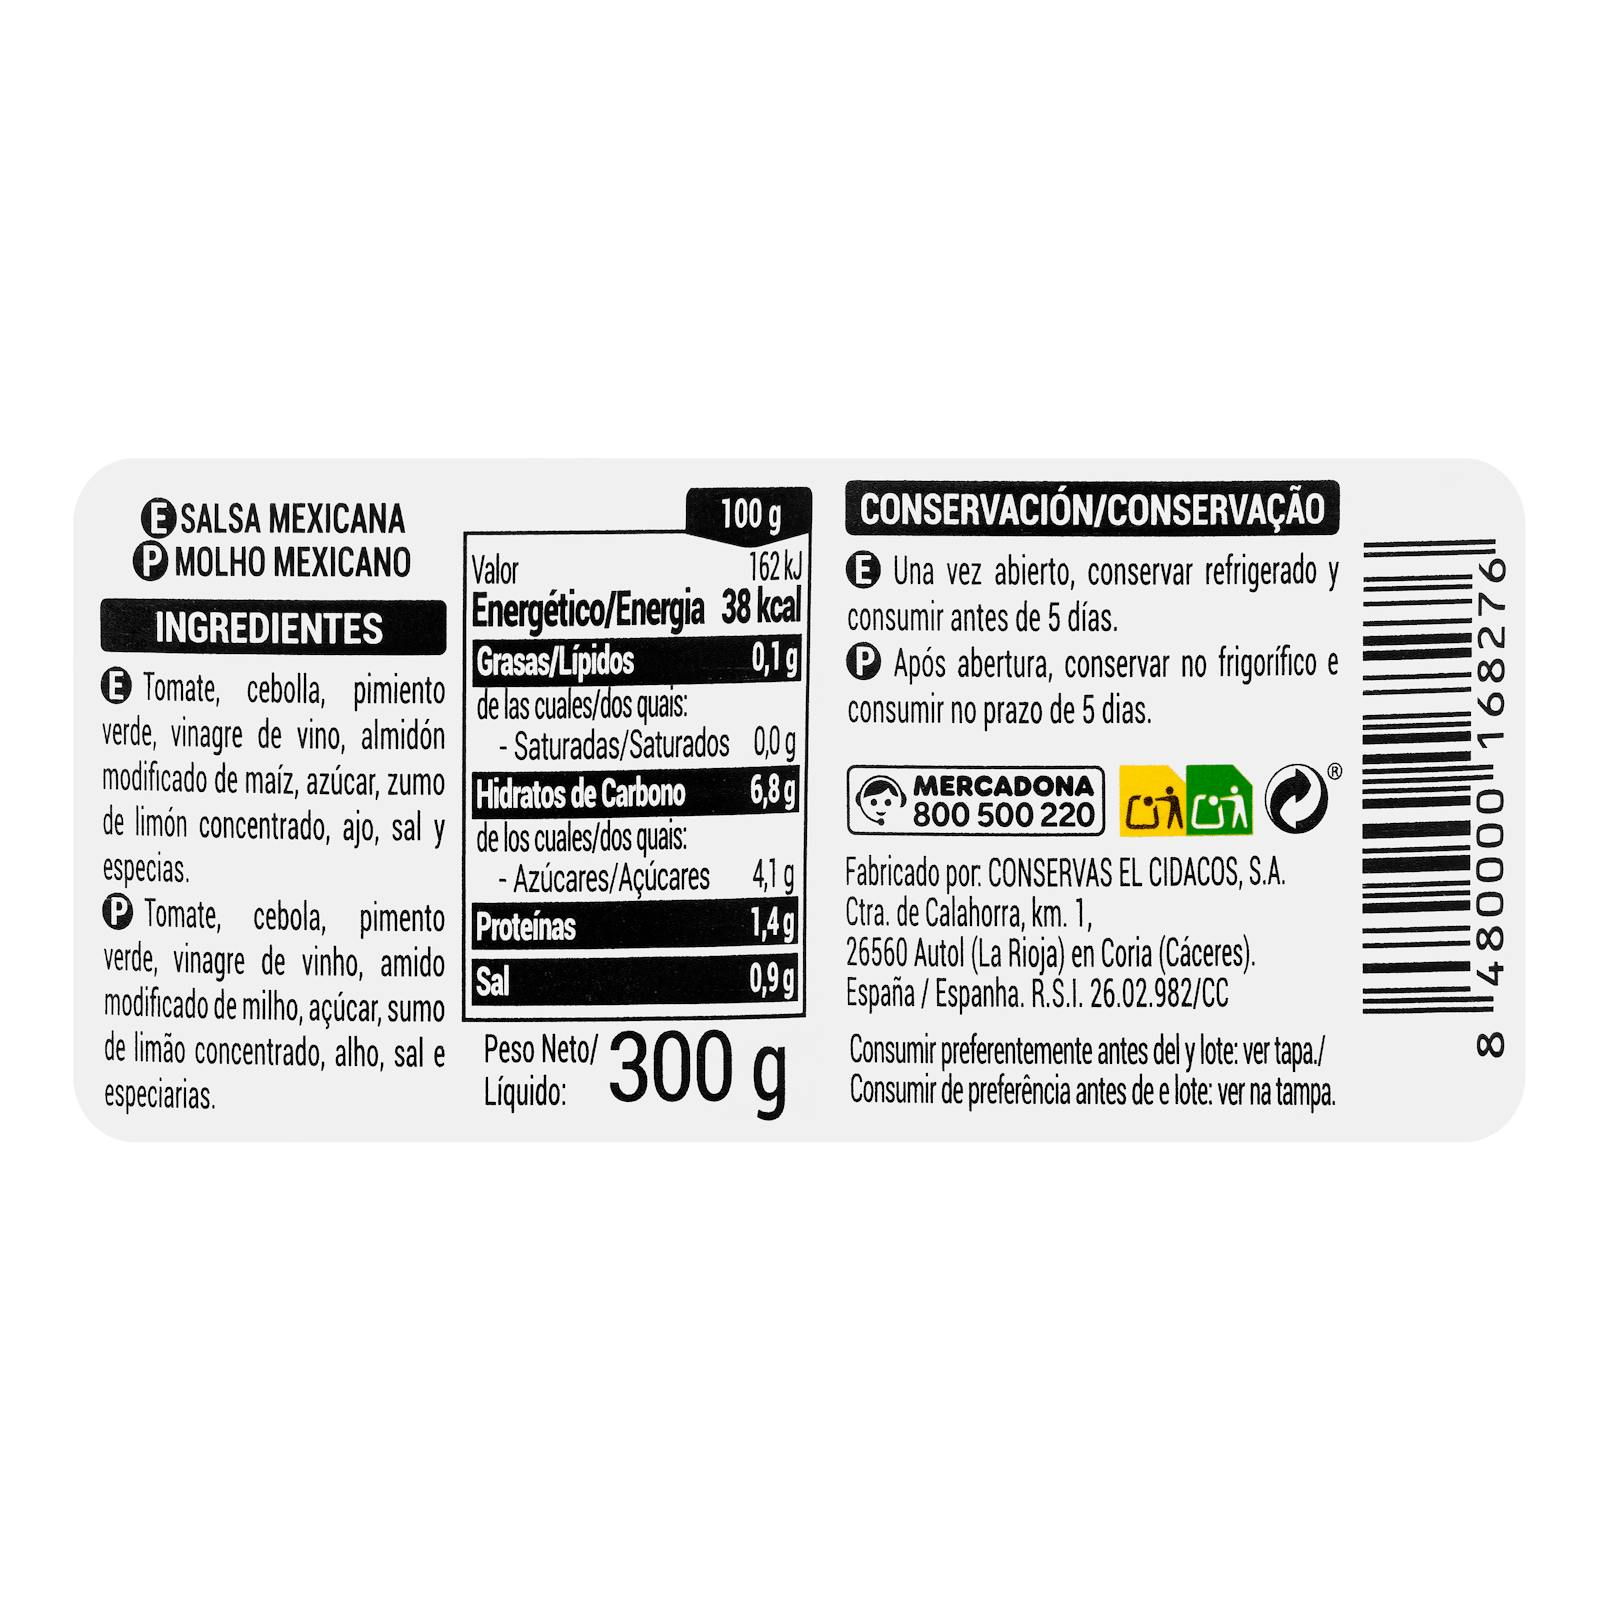 E SALSA MEXICANA
P MOLHO MEXICANO
INGREDIENTES
E Tomate, cebolla, pimiento
verde, vinagre de vino, almidón
modificado de maíz, azúcar, zumo
de limón concentrado, ajo, sal y
especias.
P Tomate, cebola, pimento
verde, vinagre de vinho, amido
modificado de milho, açúcar, sumo
de limão concentrado, alho, sal e
especiarias.
100 g
Valor 162 kJ
Energético/Energia 38 kcal
Grasas/Lípidos 0,1 g
de las cuales/dos quais:
- Saturadas/Saturados 0,0 g
Hidratos de Carbono 6,8 g
de los cuales/dos quais:
- Azúcares/Açúcares 4,1 g
Proteínas 1,4 g
Sal 0,9 g
Peso Neto/
Líquido: 300 g
CONSERVACIÓN/CONSERVAÇÃO
E Una vez abierto, conservar refrigerado y
consumir antes de 5 días.
P Após abertura, conservar no frigorífico e
consumir no prazo de 5 dias.
MERCADONA
800 500 220
®
Fabricado por: CONSERVAS EL CIDACOS, S.A.
Ctra. de Calahorra, km. 1,
26560 Autol (La Rioja) en Coria (Cáceres).
España / Espanha. R.S.I. 26.02.982/CC
Consumir preferentemente antes del y lote: ver tapa./
Consumir de preferência antes de e lote: ver na tampa.
8 480000 168276